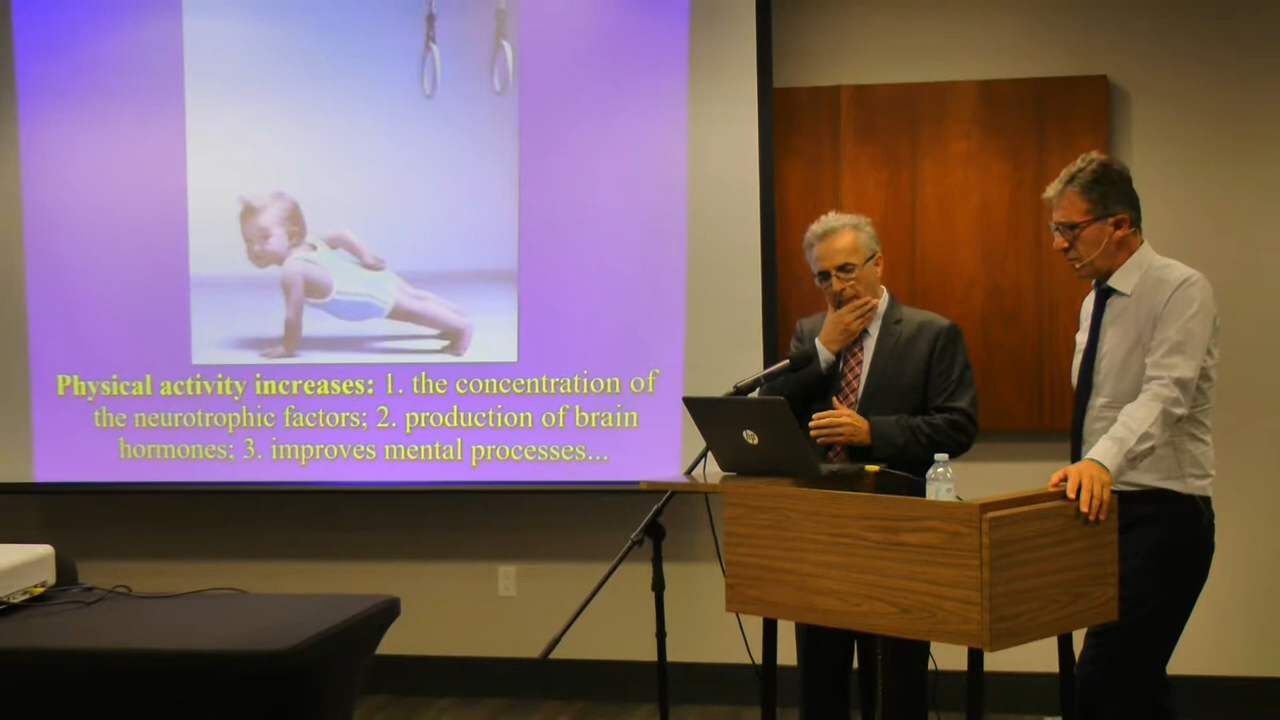 Physical activity increases: 1. the concentration of
the neurotrophic factors; 2. production of brain
hormones; 3. improves mental processes...
hp